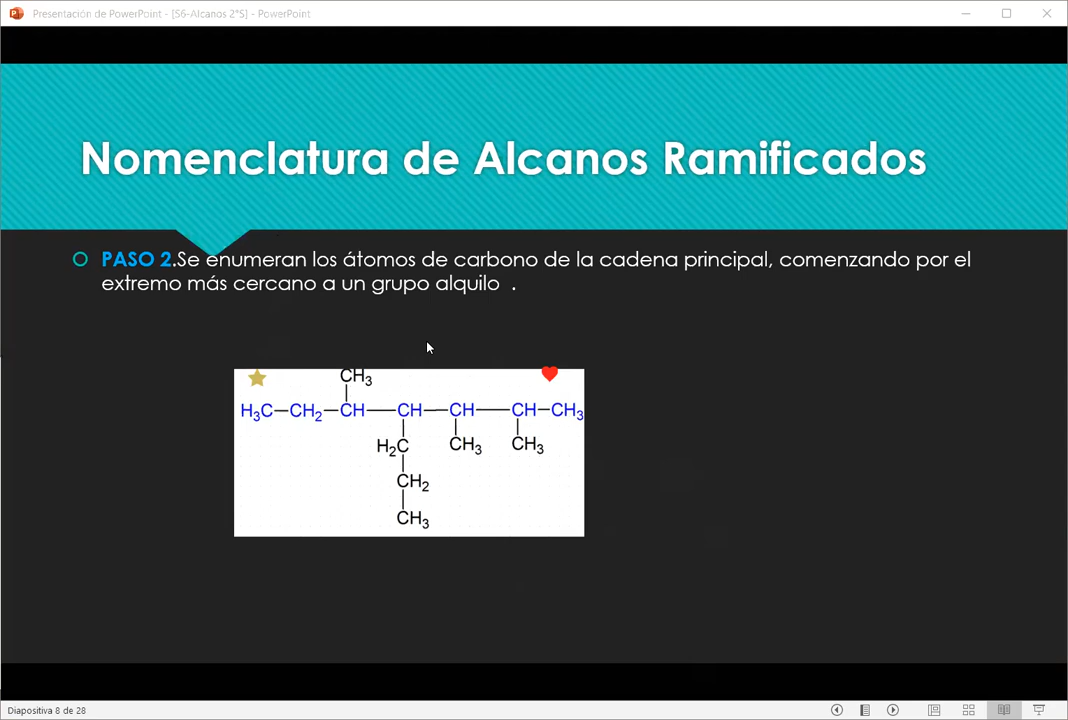 Presentación de PowerPoint - [S6-Alcanos 2°S] - PowerPoint
Nomenclatura de Alcanos Ramificados
PASO 2.Se enumeran los átomos de carbono de la cadena principal, comenzando por el
extremo más cercano a un grupo alquilo .
CH3
H3C-CH2-CH-CH-CH-CH-CH3
H2C CH3 CH3
CH2
CH3
Diapositiva 8 de 28